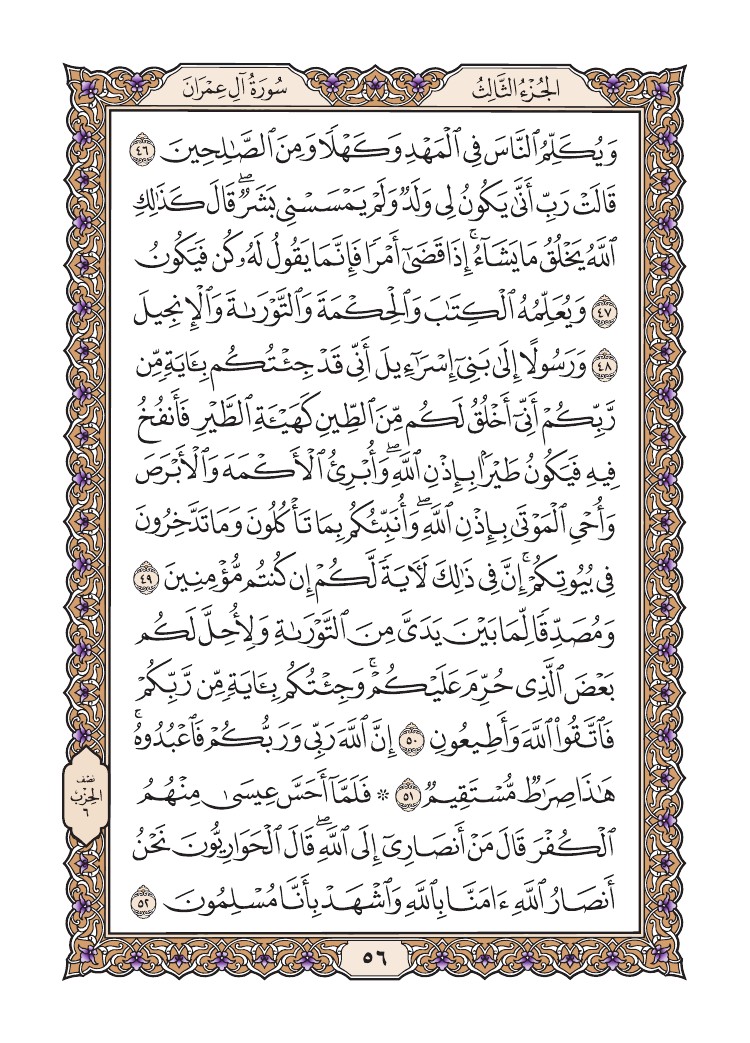 الجُزْءُ الثَّالِثُ
سُورَةُ آلِ عِمْرَانَ
وَيُكَلِّمُ ٱلنَّاسَ فِي ٱلْمَهْدِ وَكَهْلًا وَمِنَ ٱلصَّٰلِحِينَ ٤٦
قَالَتْ رَبِّ أَنَّىٰ يَكُونُ لِي وَلَدٌ وَلَمْ يَمْسَسْنِي بَشَرٌۖ قَالَ كَذَٰلِكِ
ٱللَّهُ يَخْلُقُ مَا يَشَآءُۚ إِذَا قَضَىٰٓ أَمْرًا فَإِنَّمَا يَقُولُ لَهُۥ كُن فَيَكُونُ
٤٧ وَيُعَلِّمُهُ ٱلْكِتَٰبَ وَٱلْحِكْمَةَ وَٱلتَّوْرَىٰةَ وَٱلْإِنجِيلَ
٤٨ وَرَسُولًا إِلَىٰ بَنِيٓ إِسْرَٰٓءِيلَ أَنِّي قَدْ جِئْتُكُم بِـَٔايَةٍ مِّن
رَّبِّكُمْ أَنِّيٓ أَخْلُقُ لَكُم مِّنَ ٱلطِّينِ كَهَيْـَٔةِ ٱلطَّيْرِ فَأَنفُخُ
فِيهِ فَيَكُونُ طَيْرًۢا بِإِذْنِ ٱللَّهِۖ وَأُبْرِئُ ٱلْأَكْمَهَ وَٱلْأَبْرَصَ
وَأُحْيِ ٱلْمَوْتَىٰ بِإِذْنِ ٱللَّهِۖ وَأُنَبِّئُكُم بِمَا تَأْكُلُونَ وَمَا تَدَّخِرُونَ
فِي بُيُوتِكُمْۚ إِنَّ فِي ذَٰلِكَ لَأٓيَةً لَّكُمْ إِن كُنتُم مُّؤْمِنِينَ ٤٩
وَمُصَدِّقًا لِّمَا بَيْنَ يَدَيَّ مِنَ ٱلتَّوْرَىٰةِ وَلِأُحِلَّ لَكُم
بَعْضَ ٱلَّذِي حُرِّمَ عَلَيْكُمْۚ وَجِئْتُكُم بِـَٔايَةٍ مِّن رَّبِّكُمْ
فَٱتَّقُوا۟ ٱللَّهَ وَأَطِيعُونِ ٥٠ إِنَّ ٱللَّهَ رَبِّي وَرَبُّكُمْ فَٱعْبُدُوهُۚ
هَٰذَا صِرَٰطٌ مُّسْتَقِيمٌ ٥١ ۞ فَلَمَّآ أَحَسَّ عِيسَىٰ مِنْهُمُ
ٱلْكُفْرَ قَالَ مَنْ أَنصَارِيٓ إِلَى ٱللَّهِۖ قَالَ ٱلْحَوَارِيُّونَ نَحْنُ
أَنصَارُ ٱللَّهِ ءَامَنَّا بِٱللَّهِ وَٱشْهَدْ بِأَنَّا مُسْلِمُونَ ٥٢
نصف
الحزب
٦
٥٦